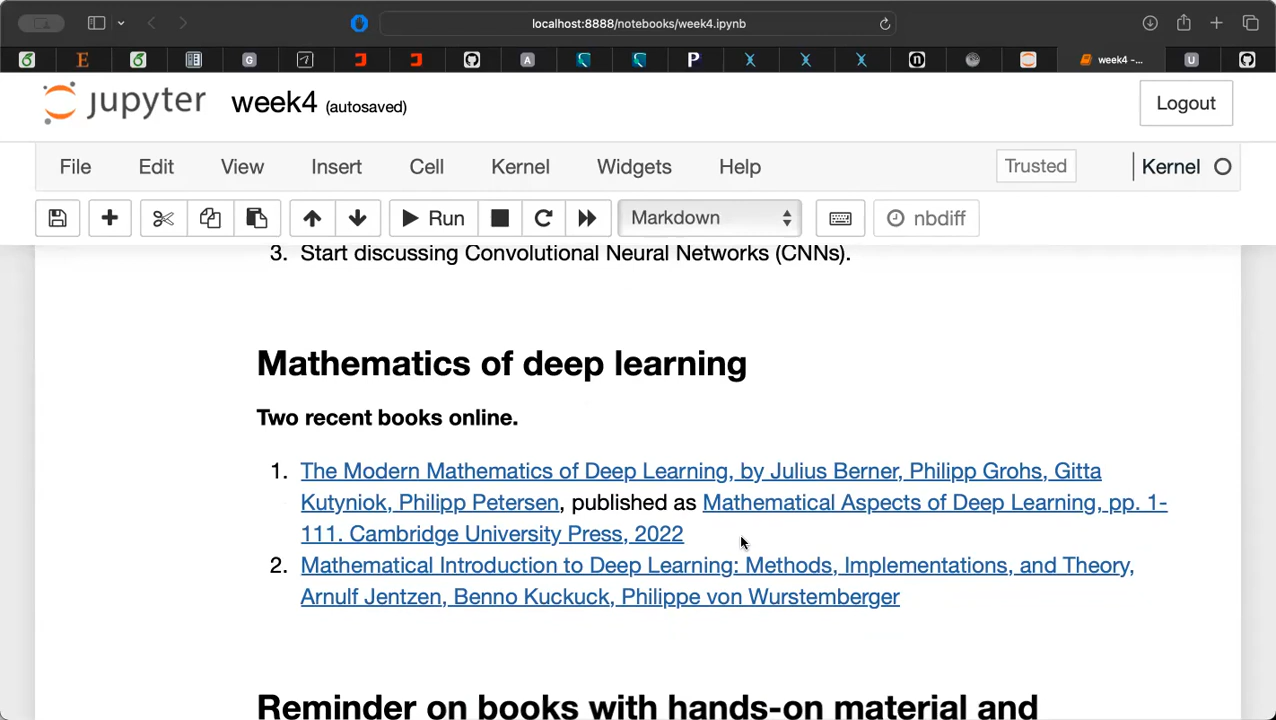 localhost:8888/notebooks/week4.ipynb
week4 -...
jupyter week4 (autosaved)
Logout
File Edit View Insert Cell Kernel Widgets Help
Trusted
Kernel
Run
Markdown
nbdiff
3. Start discussing Convolutional Neural Networks (CNNs).
Mathematics of deep learning
Two recent books online.
1. The Modern Mathematics of Deep Learning, by Julius Berner, Philipp Grohs, Gitta
Kutyniok, Philipp Petersen, published as Mathematical Aspects of Deep Learning, pp. 1-
111. Cambridge University Press, 2022
2. Mathematical Introduction to Deep Learning: Methods, Implementations, and Theory,
Arnulf Jentzen, Benno Kuckuck, Philippe von Wurstemberger
Reminder on books with hands-on material and